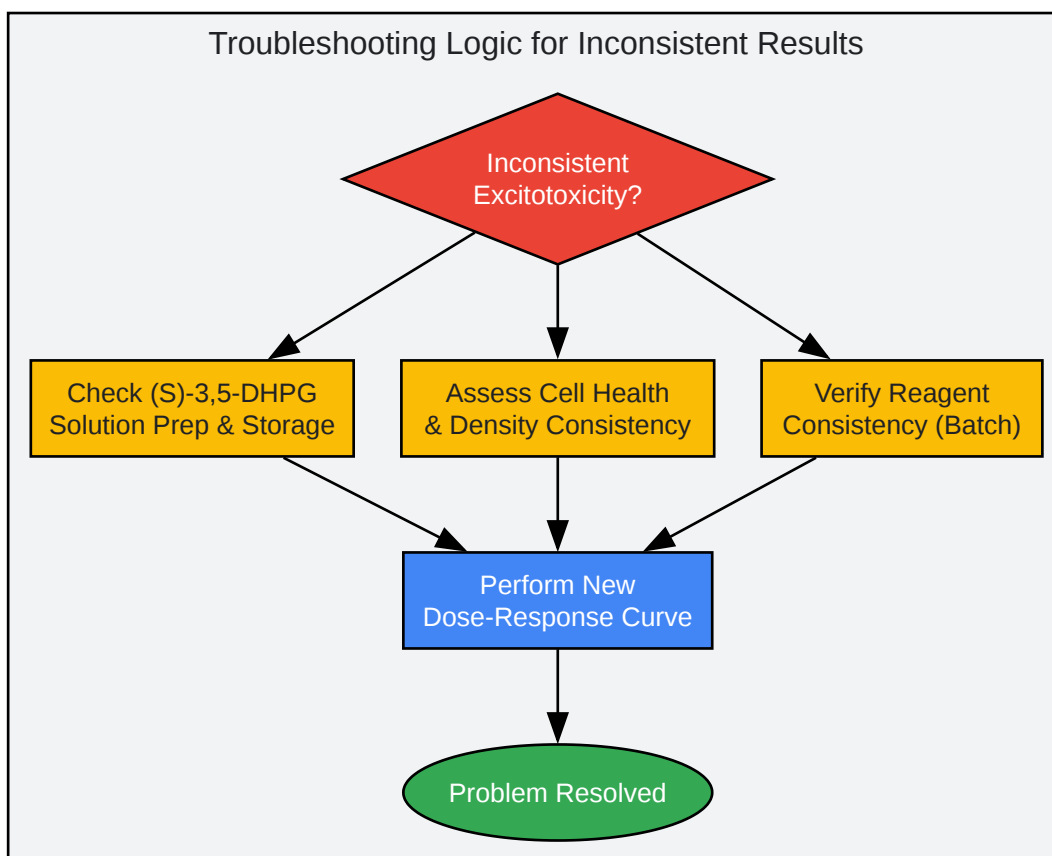 Troubleshooting Logic for Inconsistent Results
Inconsistent
Excitotoxicity?
Check (S)-3,5-DHPG
Solution Prep & Storage
Assess Cell Health
& Density Consistency
Verify Reagent
Consistency (Batch)
Perform New
Dose-Response Curve
Problem Resolved